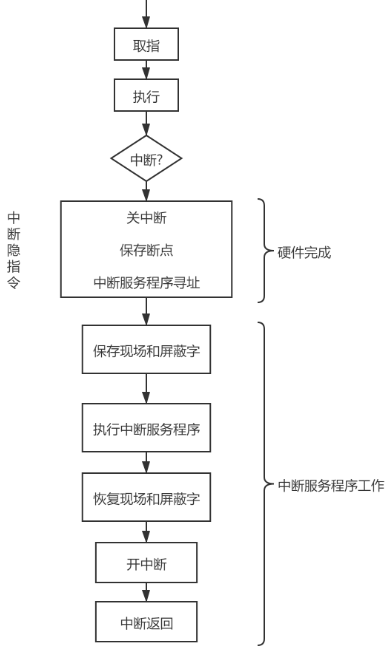 取指
执行
中断?
中断隐指令
关中断
保存断点
中断服务程序寻址
硬件完成
保存现场和屏蔽字
执行中断服务程序
恢复现场和屏蔽字
中断服务程序工作
开中断
中断返回